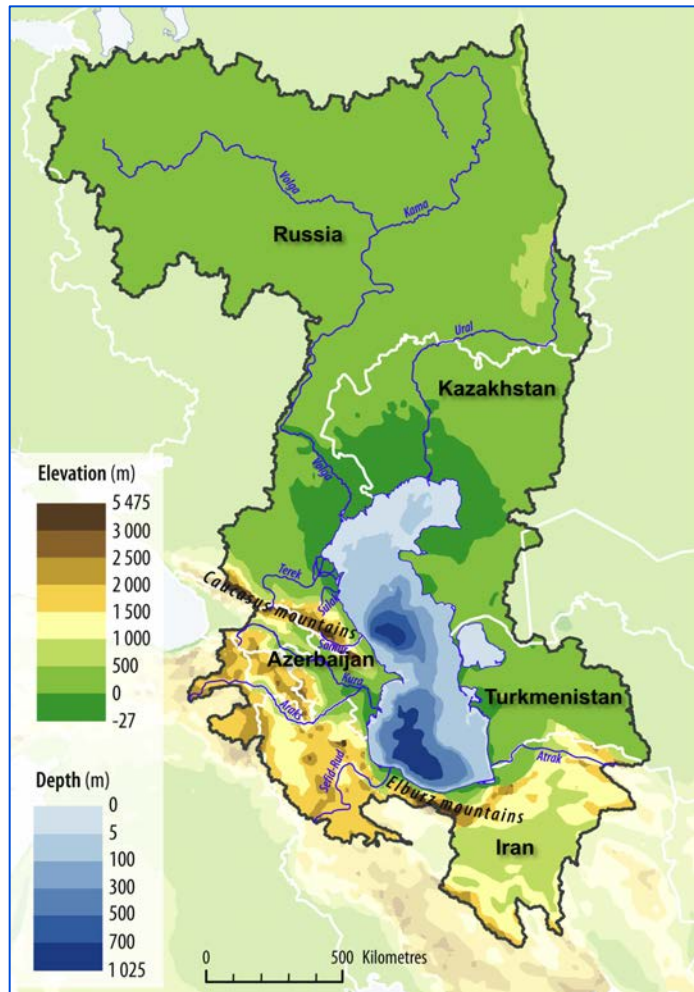 Volga
Kama
Russia
Ural
Kazakhstan
Volga
Elevation (m)
5 475
3 000
2 500
2 000
1 500
1 000
500
0
-27
Terek
Sulak
Caucasus mountains
Samur
Azerbaijan
Kura
Araks
Turkmenistan
Atrak
Sefid-Rud
Elburz mountains
Iran
Depth (m)
0
5
100
300
500
700
1 025
0 500 Kilometres